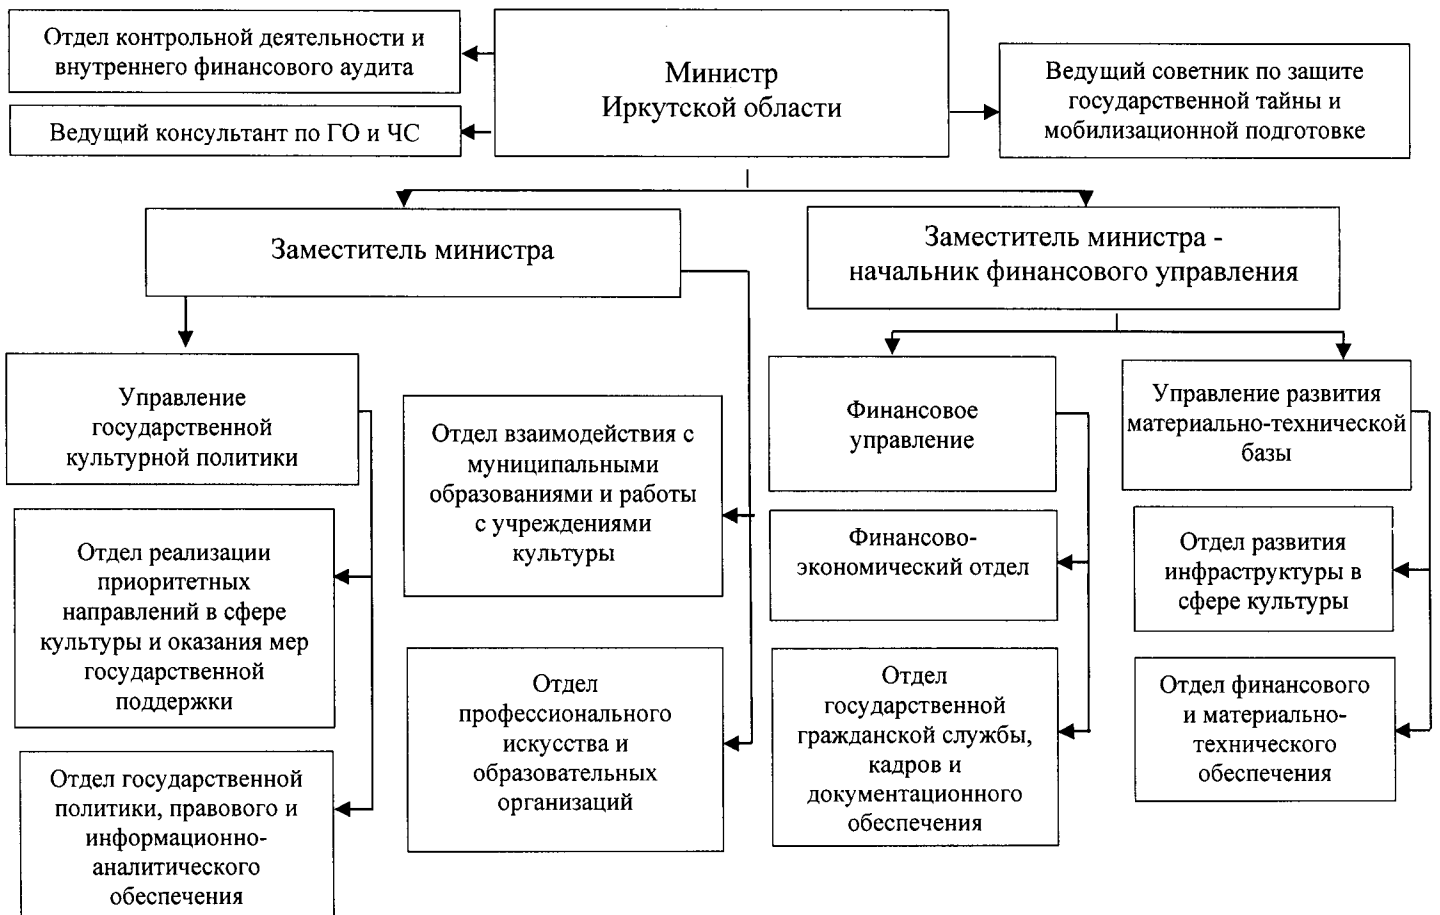 Отдел контрольной деятельности и
внутреннего финансового аудита
Ведущий консультант по ГО и ЧС
Министр
Иркутской области
Ведущий советник по защите
государственной тайны и
мобилизационной подготовке
Заместитель министра
Заместитель министра -
начальник финансового управления
Управление
государственной
культурной политики
Отдел реализации
приоритетных
направлений в сфере
культуры и оказания мер
государственной
поддержки
Отдел государственной
политики, правового и
информационно-
аналитического
обеспечения
Отдел взаимодействия с
муниципальными
образованиями и работы
с учреждениями
культуры
Отдел
профессионального
искусства и
образовательных
организаций
Финансовое
управление
Финансово-
экономический отдел
Отдел
государственной
гражданской службы,
кадров и
документационного
обеспечения
Управление развития
материально-технической
базы
Отдел развития
инфраструктуры в
сфере культуры
Отдел финансового
и материально-
технического
обеспечения